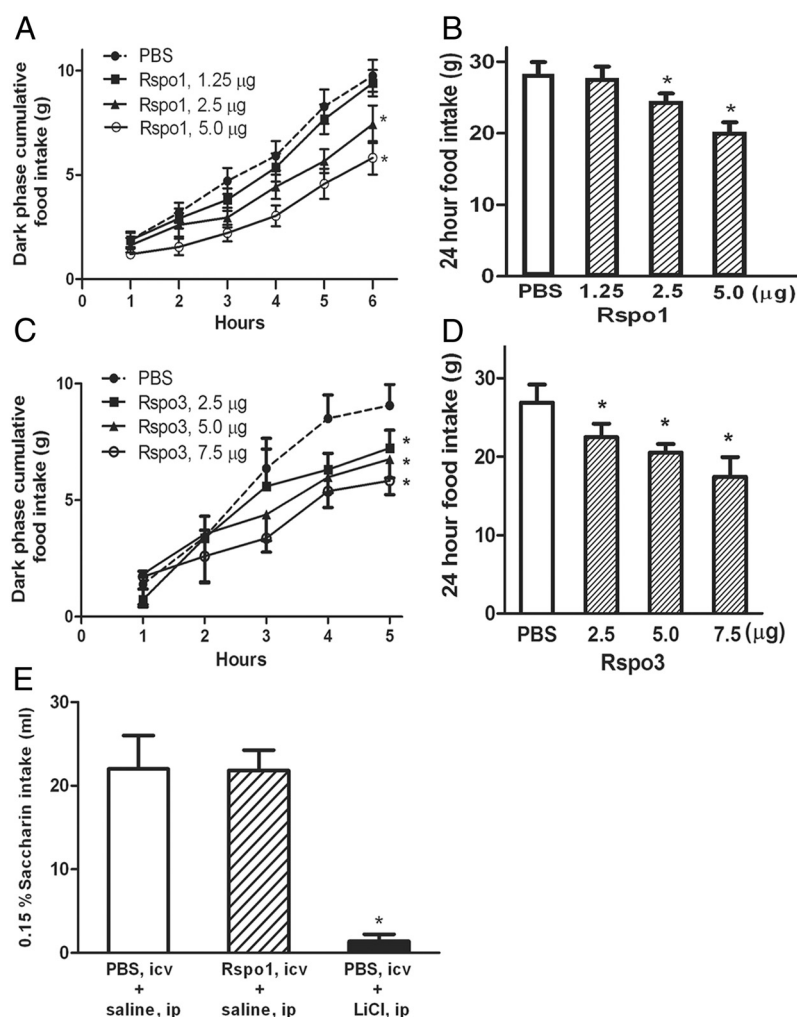 A
Dark phase cumulative
food intake (g)
10
5
0
PBS
Rspo1, 1.25 μg
Rspo1, 2.5 μg
Rspo1, 5.0 μg
*
*
0 1 2 3 4 5 6
Hours
B
24 hour food intake (g)
30
20
10
0
*
*
PBS 1.25 2.5 5.0 (μg)
Rspo1
C
Dark phase cumulative
food intake (g)
10
5
0
PBS
Rspo3, 2.5 μg
Rspo3, 5.0 μg
Rspo3, 7.5 μg
*
*
*
0 1 2 3 4 5
Hours
D
24 hour food intake (g)
30
20
10
0
*
*
*
PBS 2.5 5.0 7.5 (μg)
Rspo3
E
0.15 % Saccharin intake (ml)
30
20
10
0
*
PBS, icv Rspo1, icv PBS, icv
+ + +
saline, ip saline, ip LiCl, ip